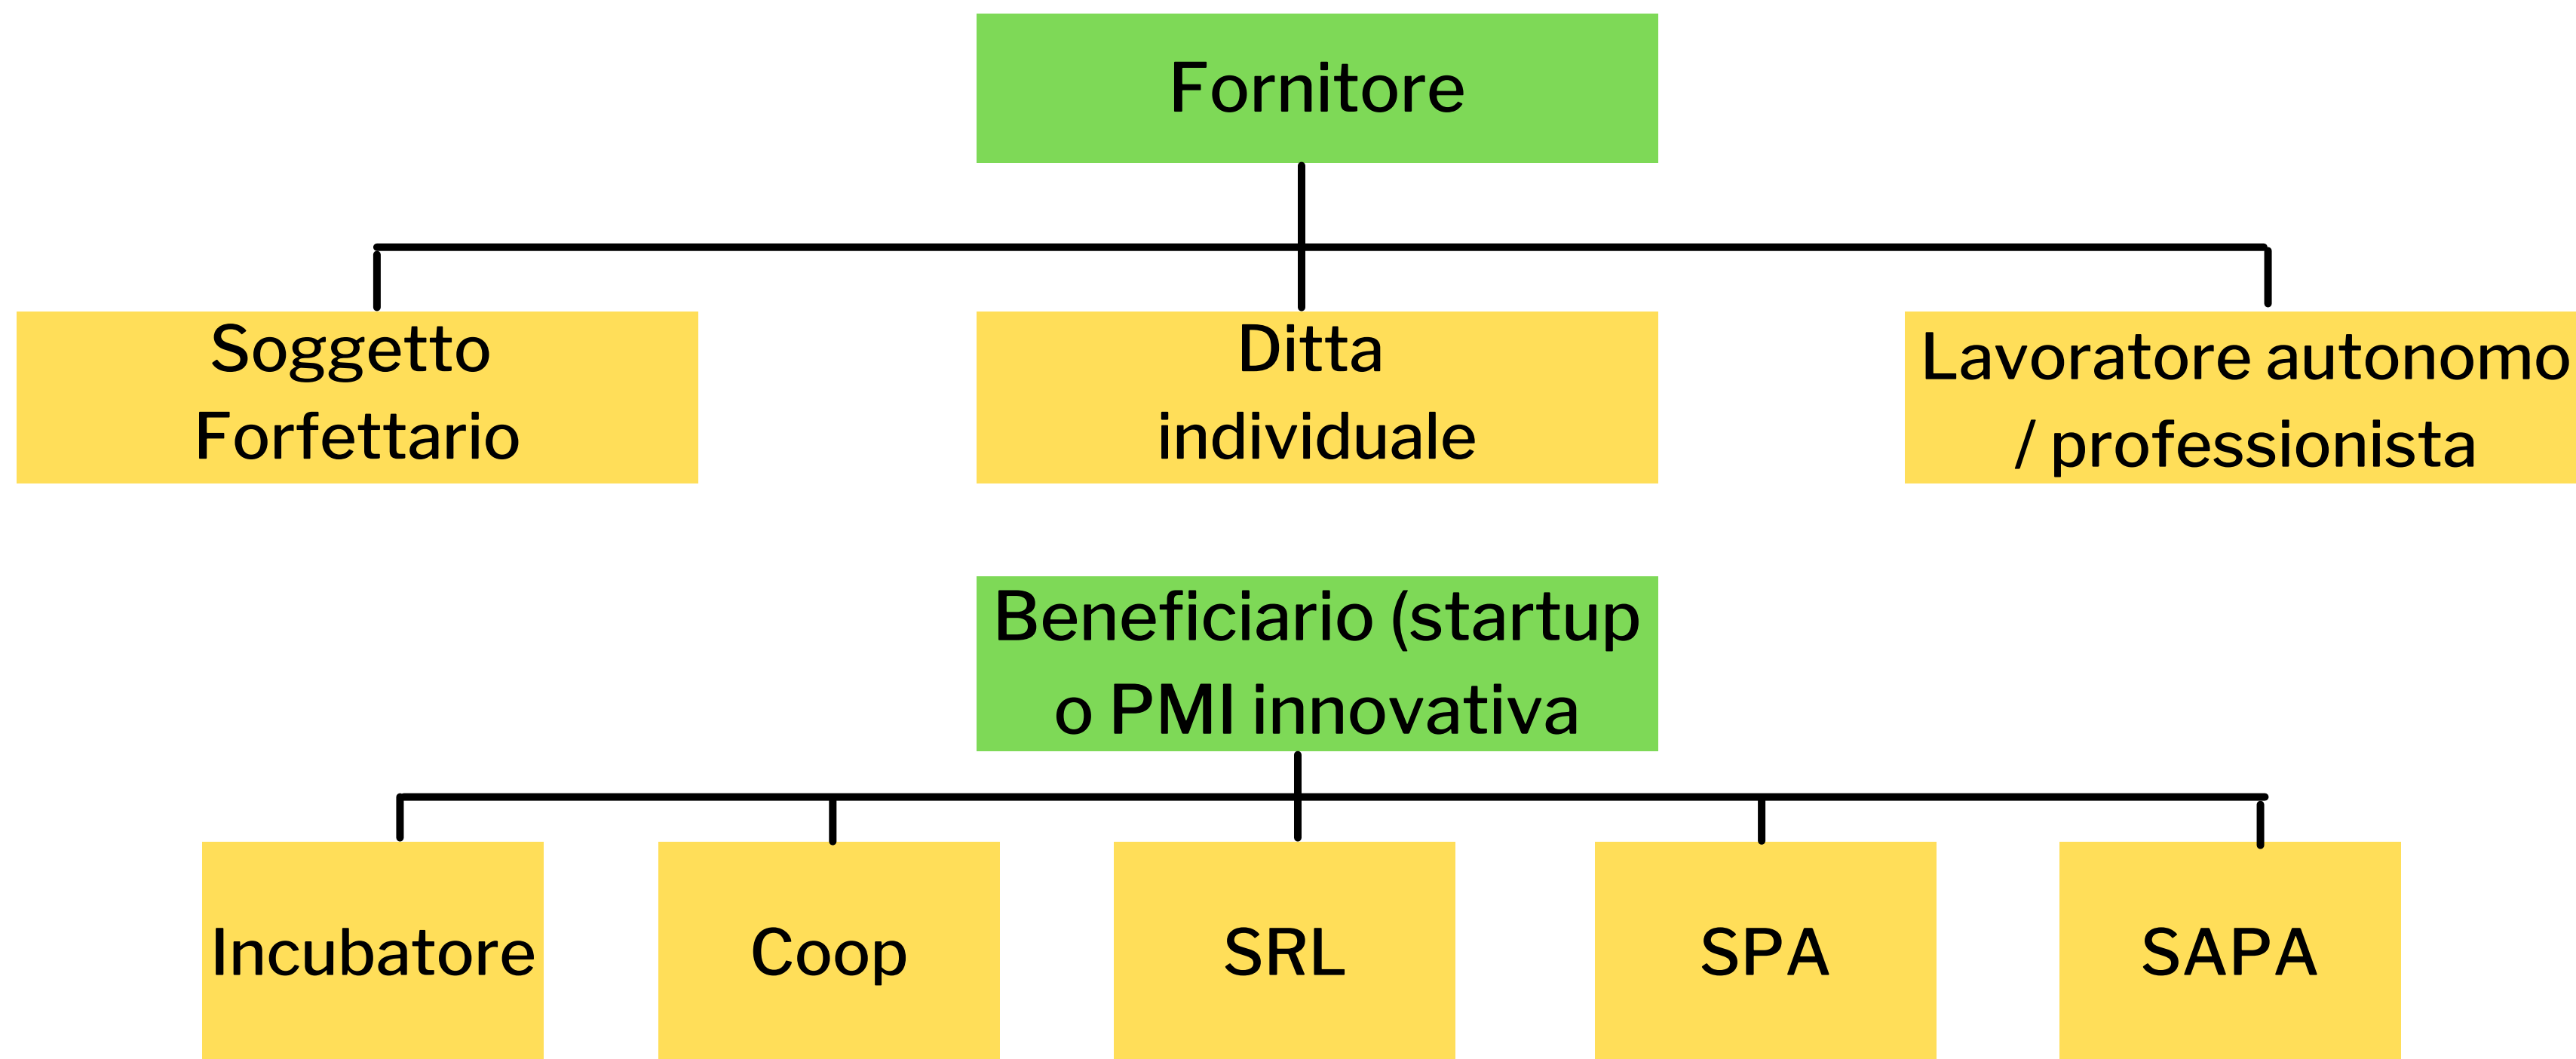 Fornitore
Soggetto
Forfettario
Ditta
individuale
Lavoratore autonomo
/ professionista
Beneficiario (startup
o PMI innovativa
Incubatore
Coop
SRL
SPA
SAPA